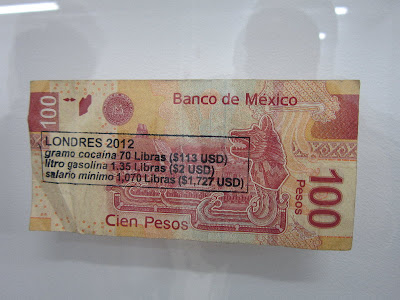 Banco de México
100
LONDRES 2012
gramo cocaína 70 Libras ($113 USD)
litro gasolina 1.35 Libras ($2 USD)
salario mínimo 1,070 Libras ($1,727 USD)
Cien Pesos
100
Pesos